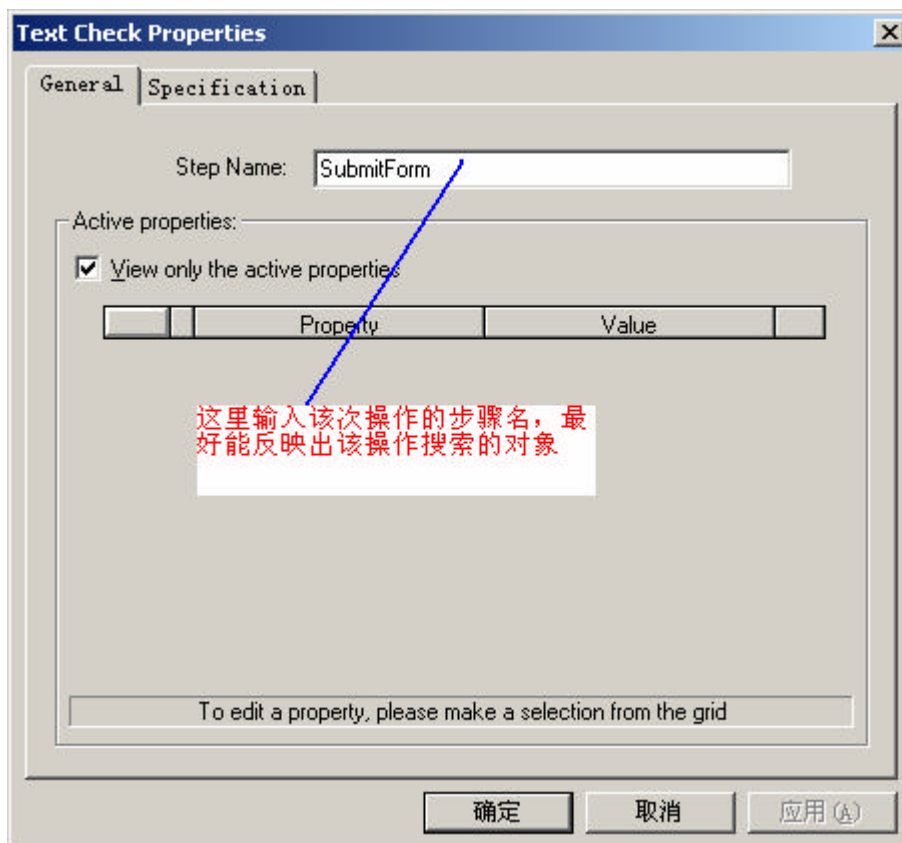 Text Check Properties
General Specification
Step Name: SubmitForm
Active properties:
View only the active properties
Property Value
这里输入该次操作的步骤名，最
好能反映出该操作搜索的对象
To edit a property, please make a selection from the grid
确定 取消 应用(A)